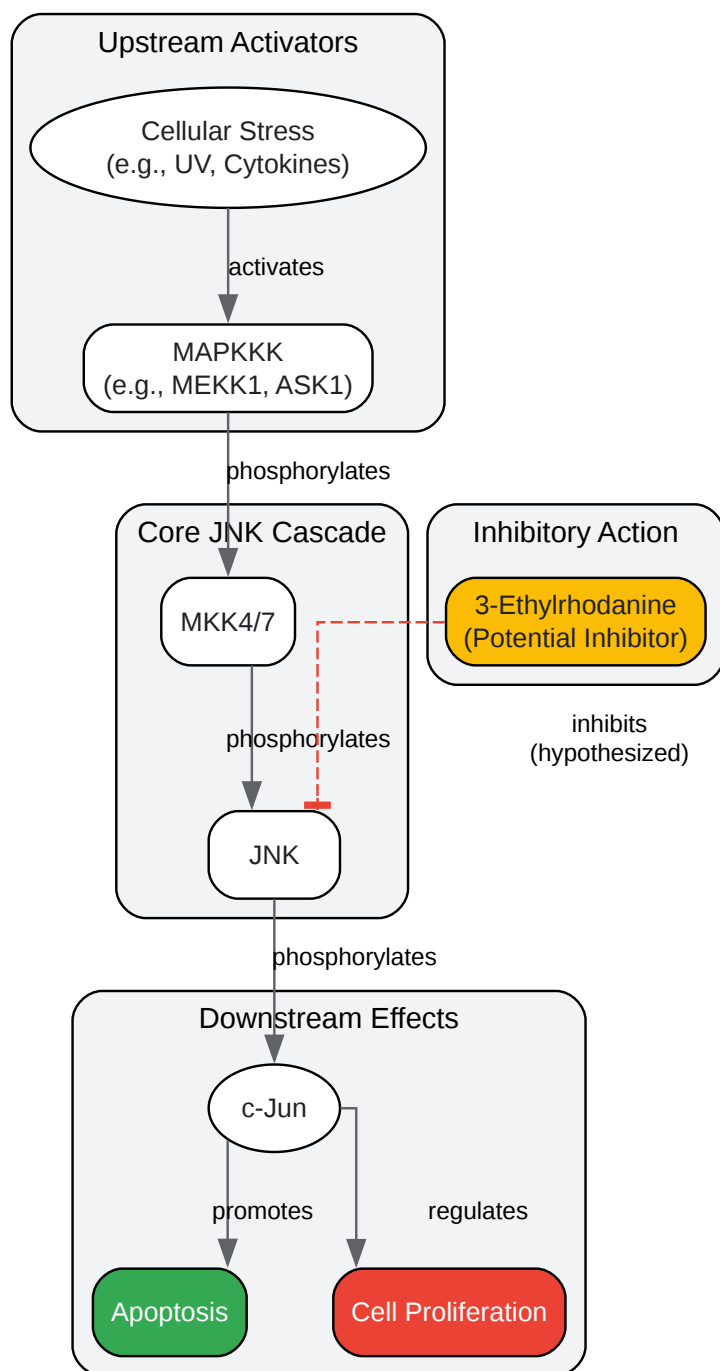 Upstream Activators
Cellular Stress
(e.g., UV, Cytokines)
activates
MAPKKK
(e.g., MEKK1, ASK1)
phosphorylates
Core JNK Cascade
MKK4/7
phosphorylates
JNK
Inhibitory Action
3-Ethylrhodanine
(Potential Inhibitor)
inhibits
(hypothesized)
phosphorylates
Downstream Effects
c-Jun
promotes
regulates
Apoptosis
Cell Proliferation